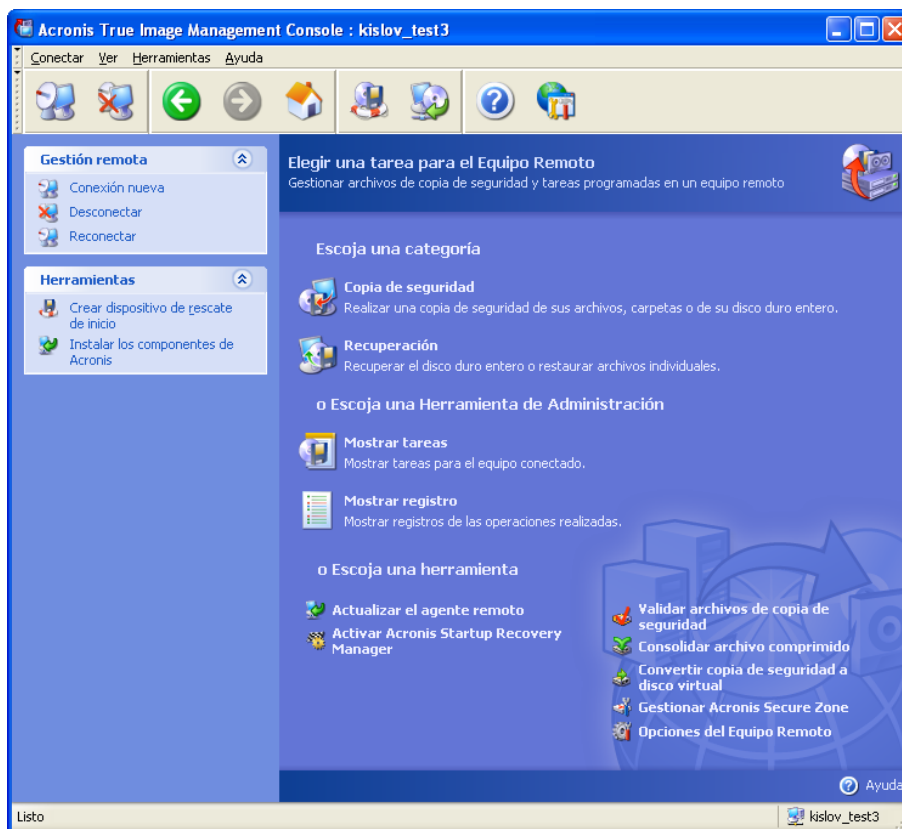 Acronis True Image Management Console : kislov_test3
Conectar Ver Herramientas Ayuda
Gestión remota
Conexión nueva
Desconectar
Reconectar
Herramientas
Crear dispositivo de rescate
de inicio
Instalar los componentes de
Acronis
Elegir una tarea para el Equipo Remoto
Gestionar archivos de copia de seguridad y tareas programadas en un equipo remoto
Escoja una categoría
Copia de seguridad
Realizar una copia de seguridad de sus archivos, carpetas o de su disco duro entero.
Recuperación
Recuperar el disco duro entero o restaurar archivos individuales.
o Escoja una Herramienta de Administración
Mostrar tareas
Mostrar tareas para el equipo conectado.
Mostrar registro
Mostrar registros de las operaciones realizadas.
o Escoja una herramienta
Actualizar el agente remoto
Activar Acronis Startup Recovery
Manager
Validar archivos de copia de
seguridad
Consolidar archivo comprimido
Convertir copia de seguridad a
disco virtual
Gestionar Acronis Secure Zone
Opciones del Equipo Remoto
Ayuda
Listo
kislov_test3